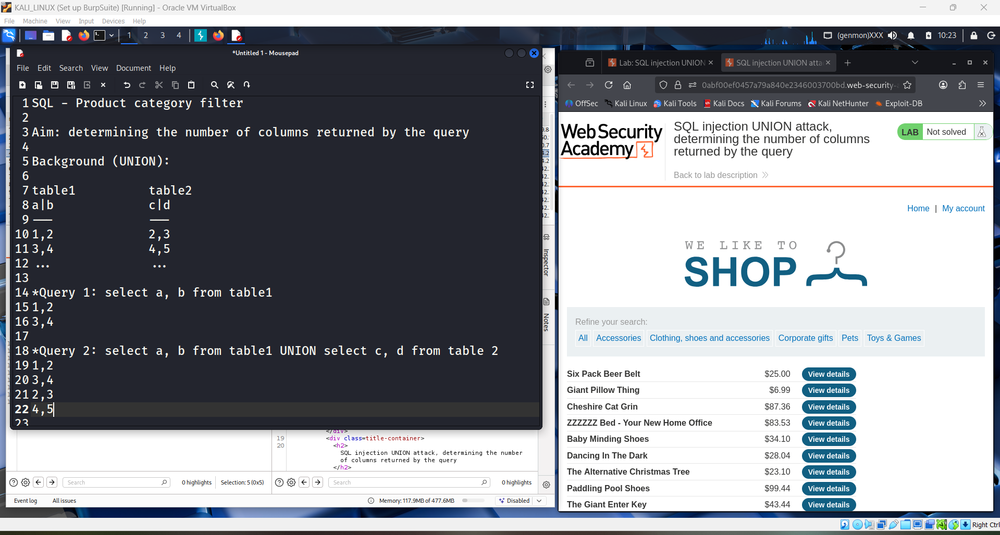 KALI_LINUX (Set up BurpSuite) [Running] - Oracle VM VirtualBox
File Machine View Input Devices Help
1 2 3 4 (genmon)XXX 10:23
*Untitled 1 - Mousepad
File Edit Search View Document Help
1 SQL - Product category filter
2
3 Aim: determining the number of columns returned by the query
4
5 Background (UNION):
6
7 table1 table2
8 a|b c|d
9 --- ---
10 1,2 2,3
11 3,4 4,5
12 ... ...
13
14 *Query 1: select a, b from table1
15 1,2
16 3,4
17
18 *Query 2: select a, b from table1 UNION select c, d from table 2
19 1,2
20 3,4
21 2,3
22 4,5
23
Inspector
Notes
</div>
19 <div class=title-container>
20 <h2>
SQL injection UNION attack, determining the number
of columns returned by the query
</h2>
Search 0 highlights Selection: 5 (0x5)
Search 0 highlights
Event log All issues Memory: 117.9MB of 477.6MB Disabled
Lab: SQL injection UNION
SQL injection UNION atta
0abf00ef0457a79a840e2346003700bd.web-security-
OffSec Kali Linux Kali Tools Kali Docs Kali Forums Kali NetHunter Exploit-DB
Web Security
Academy
SQL injection UNION attack,
determining the number of columns
returned by the query
LAB Not solved
Back to lab description
Home | My account
WE LIKE TO
SHOP
Refine your search:
All Accessories Clothing, shoes and accessories Corporate gifts Pets Toys & Games
Six Pack Beer Belt $25.00 View details
Giant Pillow Thing $6.99 View details
Cheshire Cat Grin $87.36 View details
ZZZZZZ Bed - Your New Home Office $83.53 View details
Baby Minding Shoes $34.10 View details
Dancing In The Dark $28.04 View details
The Alternative Christmas Tree $23.10 View details
Paddling Pool Shoes $99.44 View details
The Giant Enter Key $43.44 View details
Right Ctrl